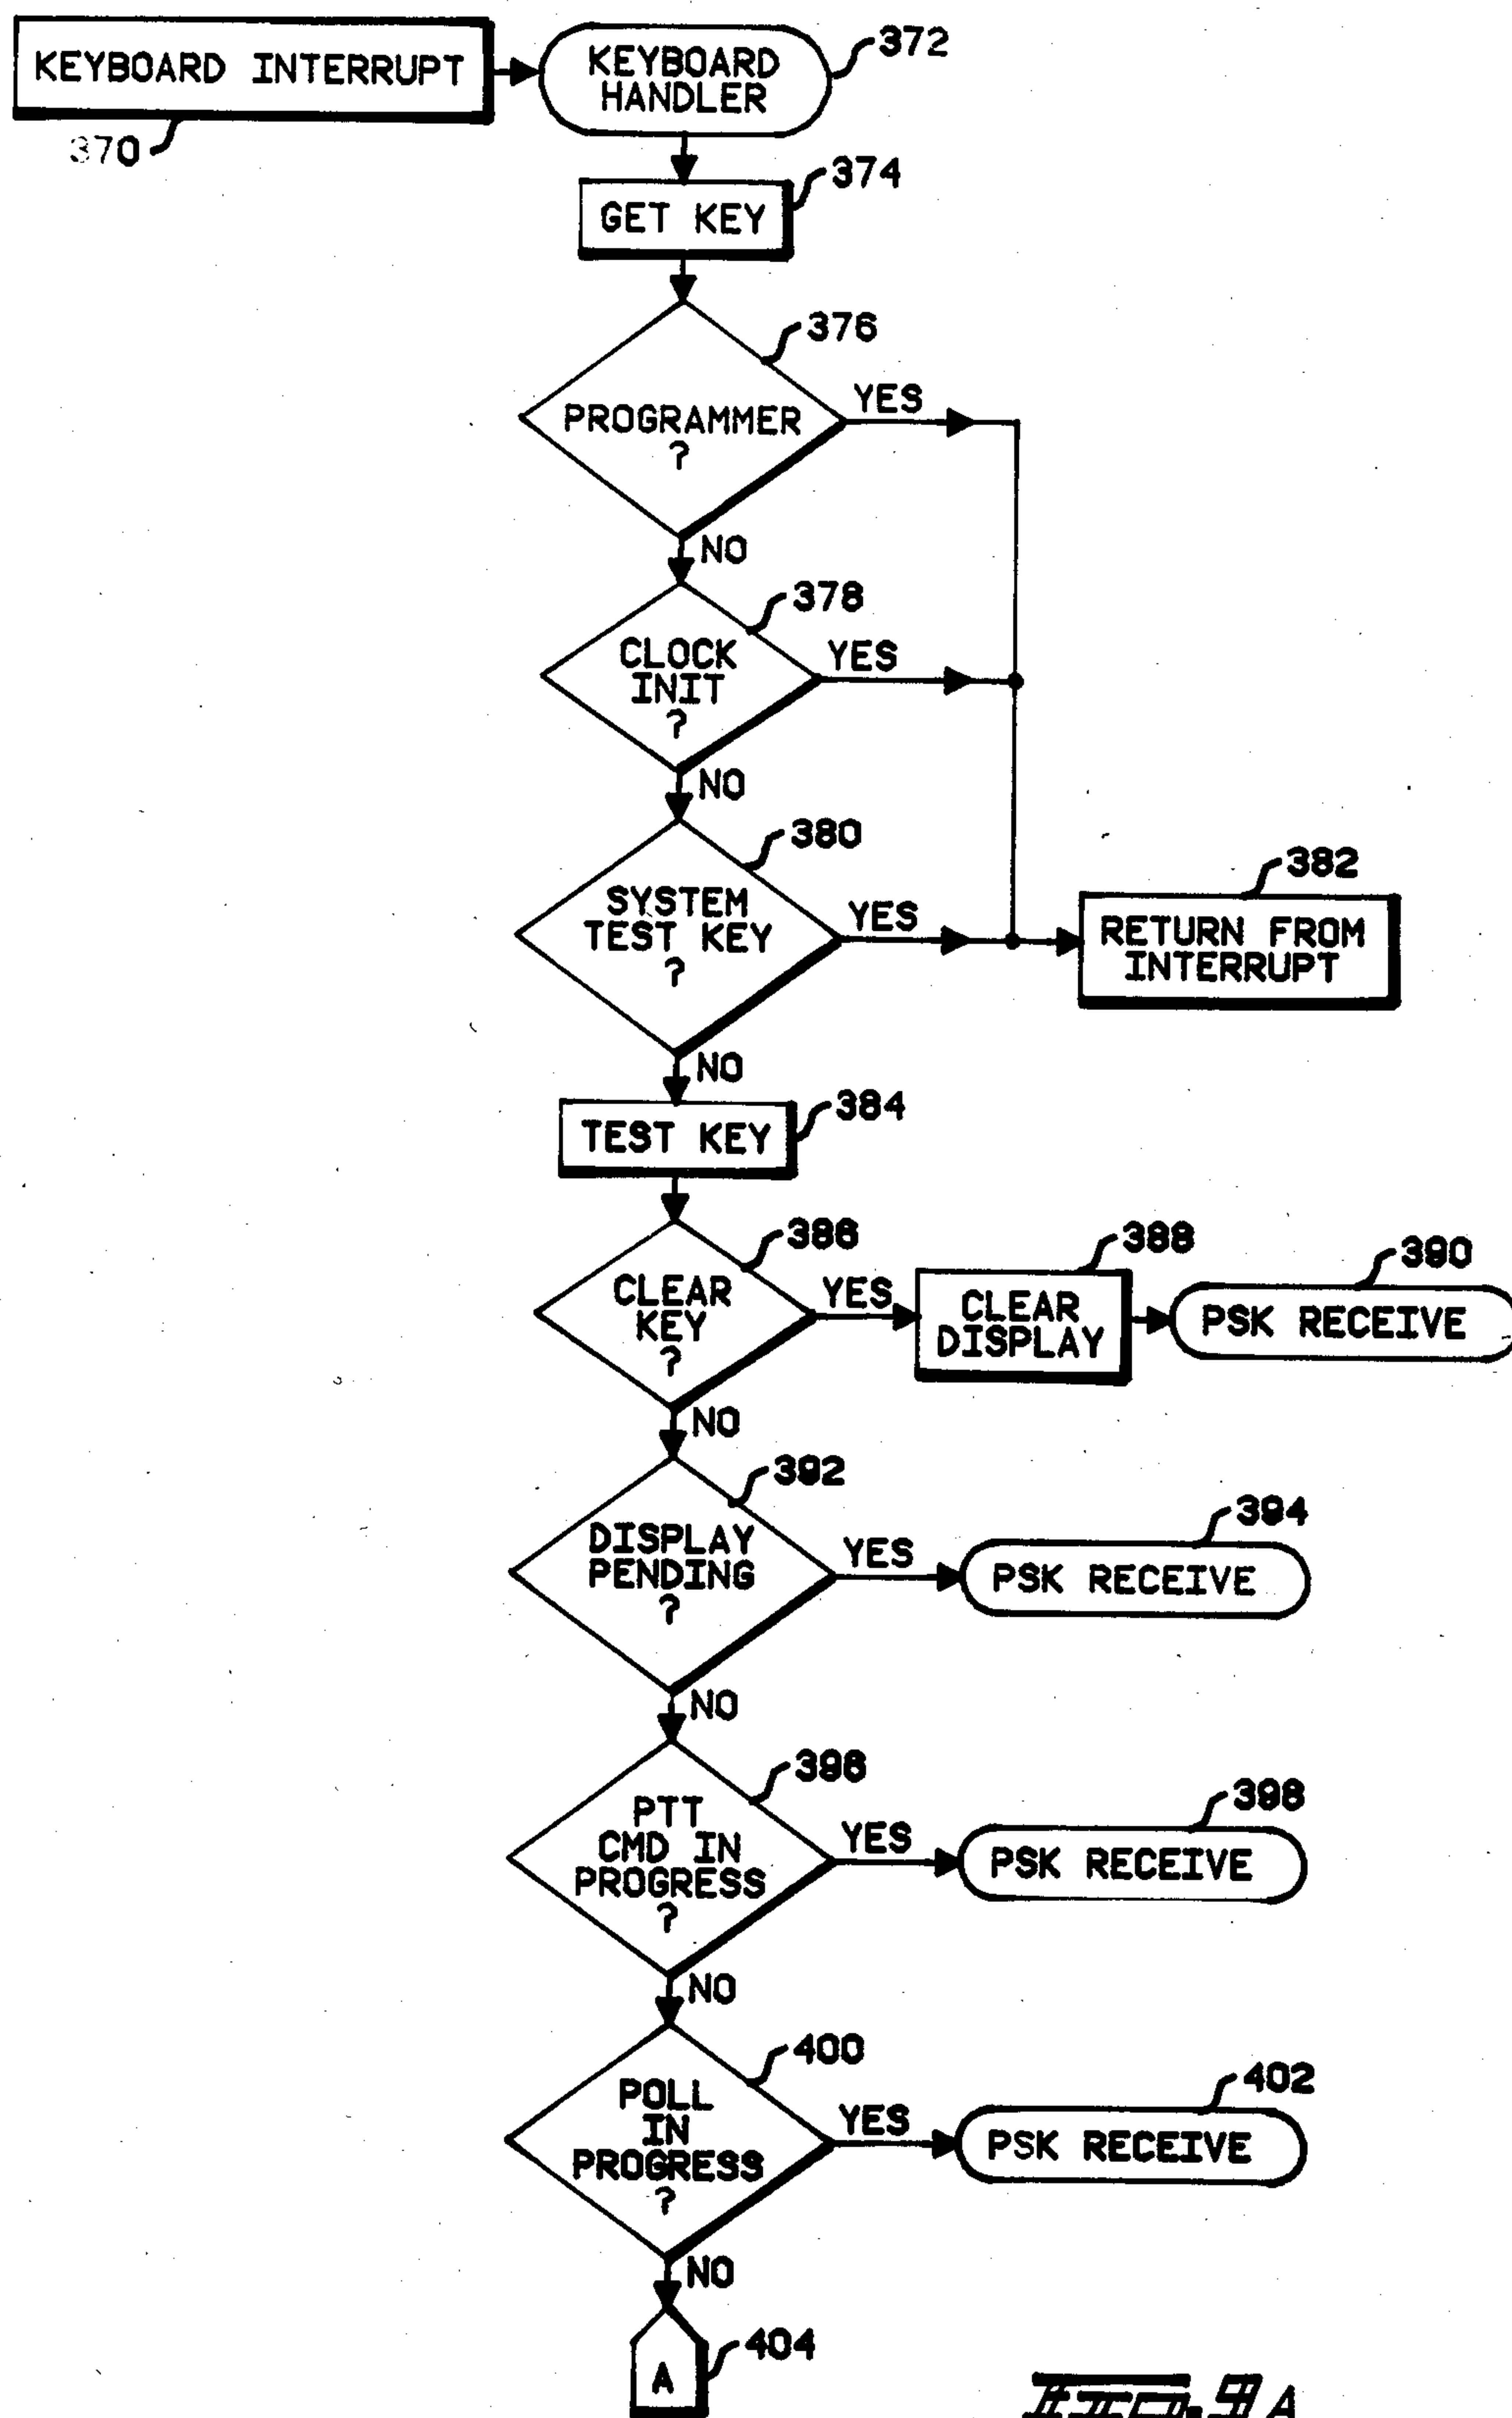 KEYBOARD INTERRUPT
370
KEYBOARD
HANDLER
372
GET KEY
374
376
PROGRAMMER
?
YES
NO
378
CLOCK
INIT
?
YES
NO
380
SYSTEM
TEST KEY
?
YES
382
RETURN FROM
INTERRUPT
NO
TEST KEY
384
386
CLEAR
KEY
?
YES
388
CLEAR
DISPLAY
390
PSK RECEIVE
NO
392
DISPLAY
PENDING
?
YES
394
PSK RECEIVE
NO
396
PTT
CMD IN
PROGRESS
?
YES
398
PSK RECEIVE
NO
400
POLL
IN
PROGRESS
?
YES
402
PSK RECEIVE
NO
A
404
FIG. 9A